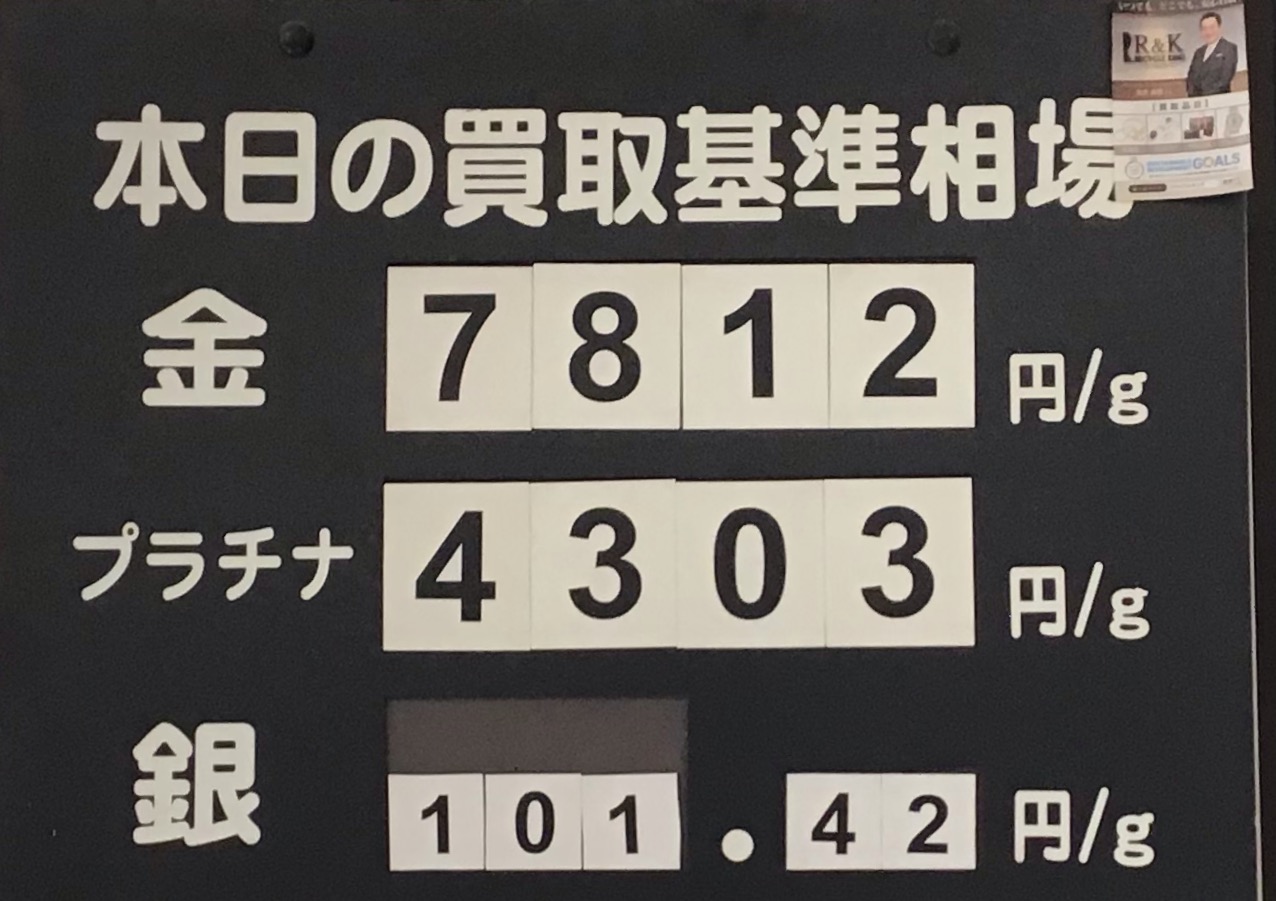 本日の買取基準相場
R&K
GOALS
金 7812 円/g
プラチナ 4303 円/g
銀 101.42 円/g